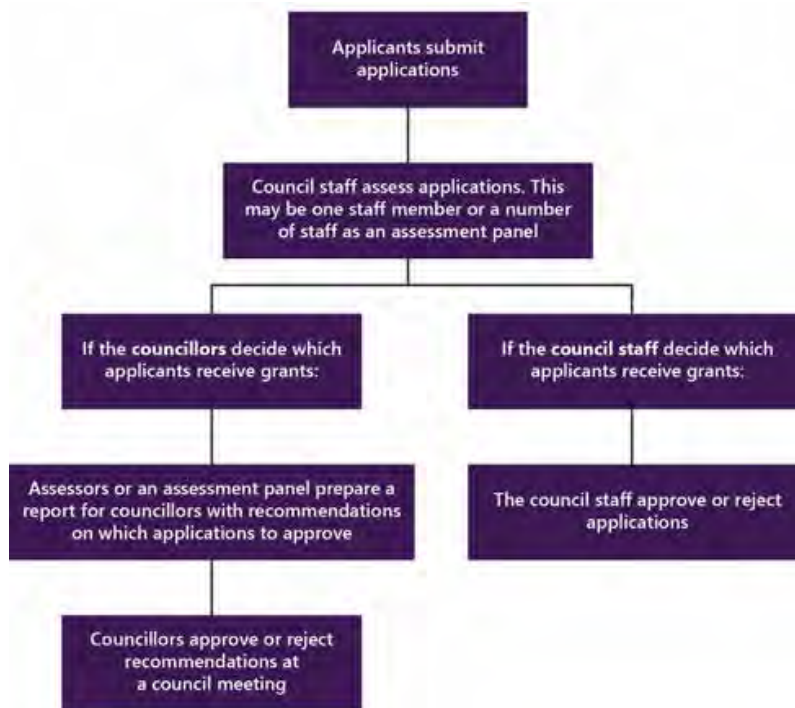 Applicants submit
applications
Council staff assess applications. This
may be one staff member or a number
of staff as an assessment panel
If the councillors decide which
applicants receive grants:
If the council staff decide which
applicants receive grants:
Assessors or an assessment panel prepare a
report for councillors with recommendations
on which applications to approve
The council staff approve or reject
applications
Councillors approve or reject
recommendations at
a council meeting